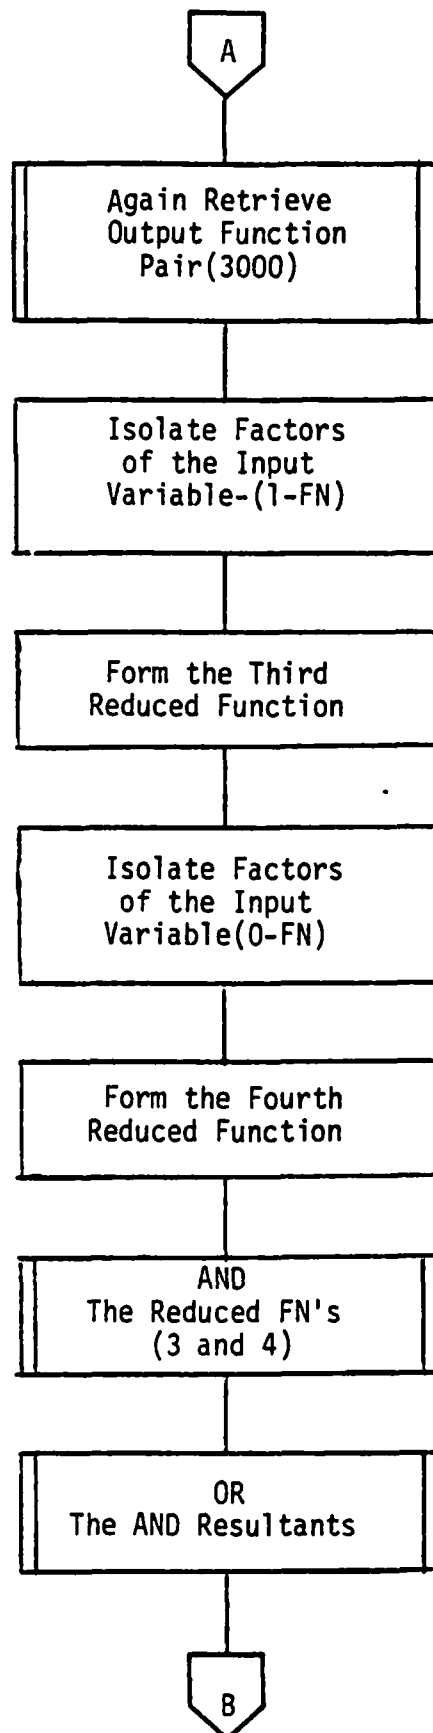 A
Again Retrieve
Output Function
Pair(3000)
Isolate Factors
of the Input
Variable-(1-FN)
Form the Third
Reduced Function
Isolate Factors
of the Input
Variable(0-FN)
Form the Fourth
Reduced Function
AND
The Reduced FN's
(3 and 4)
OR
The AND Resultants
B